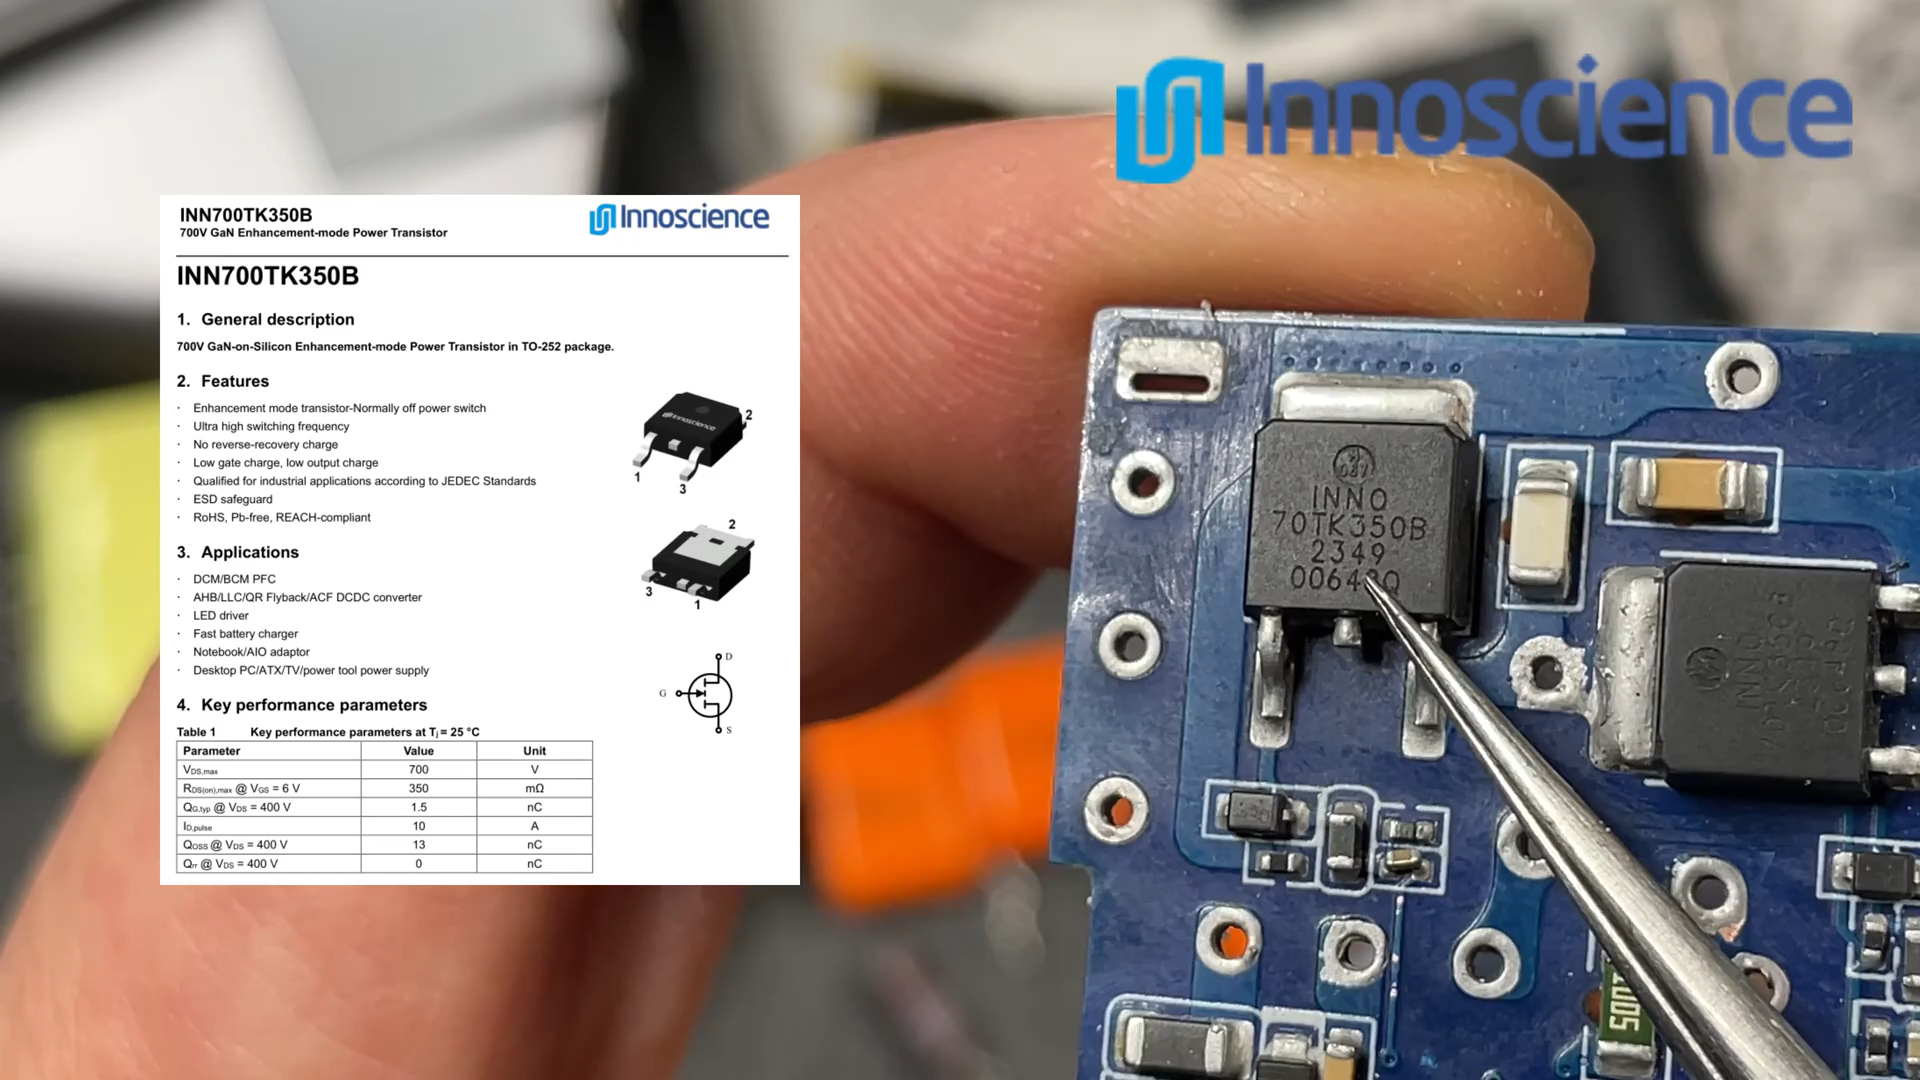 Innoscience
INN700TK350B
700V GaN Enhancement-mode Power Transistor
Innoscience
INN700TK350B
1. General description
700V GaN-on-Silicon Enhancement-mode Power Transistor in TO-252 package.
2. Features
· Enhancement mode transistor-Normally off power switch
· Ultra high switching frequency
· No reverse-recovery charge
· Low gate charge, low output charge
· Qualified for industrial applications according to JEDEC Standards
· ESD safeguard
· RoHS, Pb-free, REACH-compliant
Innoscience
2
1
3
2
3
1
3. Applications
· DCM/BCM PFC
· AHB/LLC/QR Flyback/ACF DCDC converter
· LED driver
· Fast battery charger
· Notebook/AIO adaptor
· Desktop PC/ATX/TV/power tool power supply
D
G
S
4. Key performance parameters
Table 1 Key performance parameters at Tj = 25 °C
Parameter Value Unit
VDS,max 700 V
RDS(on),max @ VGS = 6 V 350 mΩ
QG,typ @ VDS = 400 V 1.5 nC
ID,pulse 10 A
QOSS @ VDS = 400 V 13 nC
Qrr @ VDS = 400 V 0 nC
INNO
70TK350B
2349
INNO